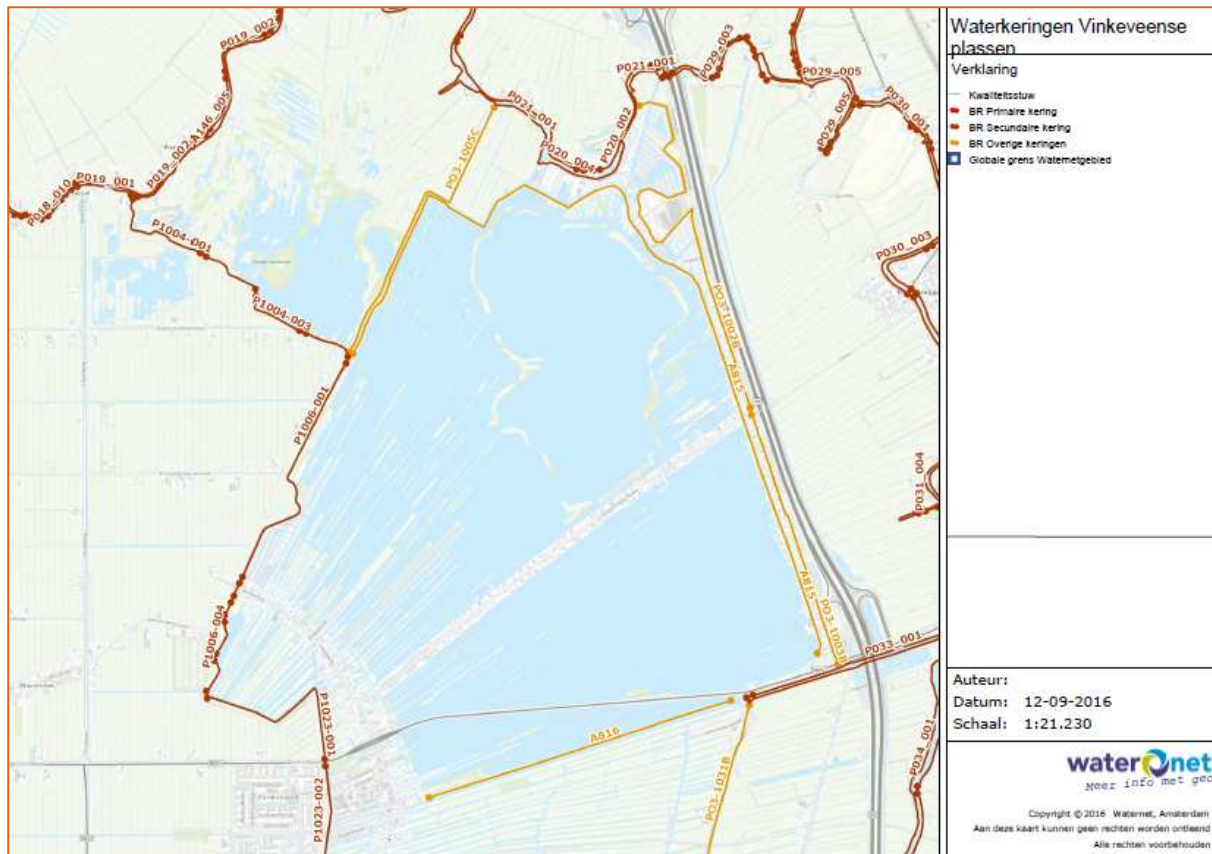 Waterkeringen Vinkeveense
plassen
Verklaring
Kwaliteitsstuw
BR Primaire kering
BR Secundaire kering
BR Overige keringen
Globale grens Waternetgebied
P019_002
A146_005
P019_002
P019_001
P018_010
P1004-001
P1004-003
P1006-001
P1006-004
P1023-001
P1023-002
P03-1005C
P021_001
P020_004
P020_002
P021_001
P029_003
P029_005
P029_005
P030_001
P030_003
P031_004
P03-1002B
A815
A815
P03-1003B
P033_001
A816
P03-1031B
P034_001
Auteur:
Datum: 12-09-2016
Schaal: 1:21.230
waternet
Meer info met geo
Copyright © 2016 Waternet, Amsterdam
Aan deze kaart kunnen geen rechten worden ontleend
Alle rechten voorbehouden